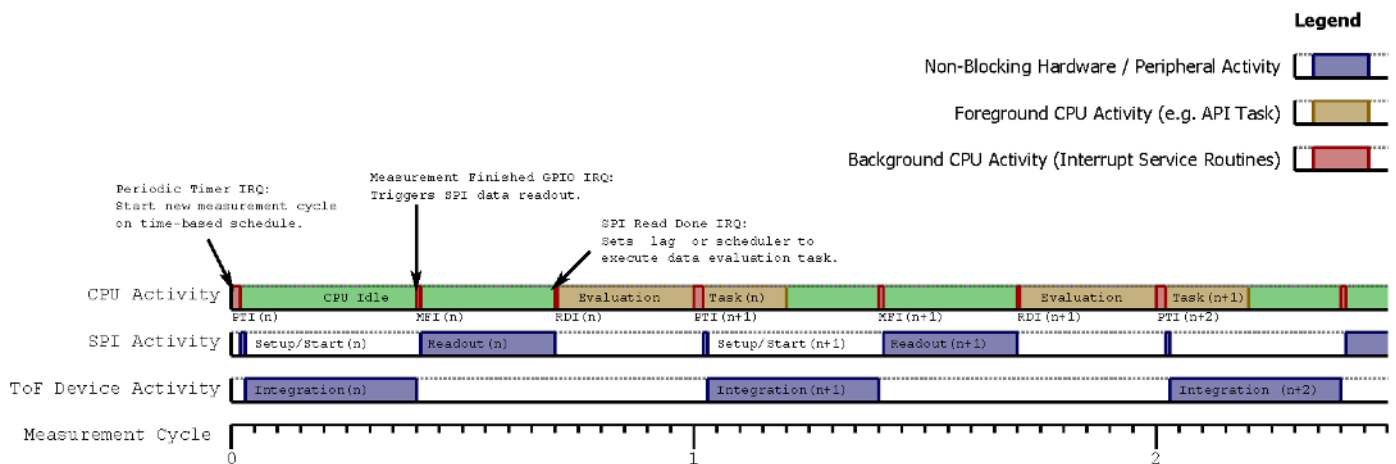 Legend
Non-Blocking Hardware / Peripheral Activity
Foreground CPU Activity (e.g. API Task)
Background CPU Activity (Interrupt Service Routines)
Periodic Timer IRQ:
Start new measurement cycle
on time-based schedule.
Measurement Finished GPIO IRQ:
Triggers SPI data readout.
SPI Read Done IRQ:
Sets lag or scheduler to
execute data evaluation task.
CPU Activity
CPU Idle
Evaluation
Task(n)
Evaluation
Task(n+1)
PTI(n)
MFI(n)
RDI(n)
PTI(n+1)
MFI(n+1)
RDI(n+1)
PTI(n+2)
SPI Activity
Setup/Start(n)
Readout(n)
Setup/Start(n+1)
Readout(n+1)
ToF Device Activity
Integration(n)
Integration(n+1)
Integration (n+2)
Measurement Cycle
0
1
2